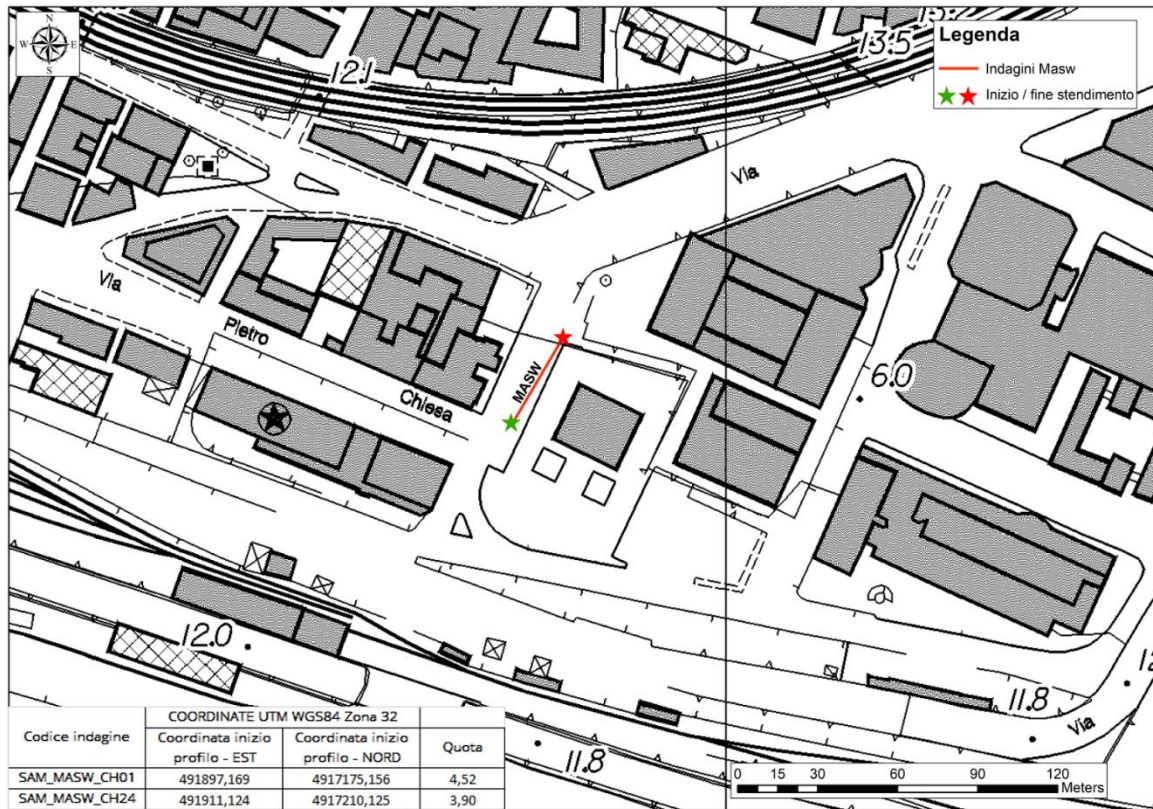 N
W
E
S
12.1
13.5
15.
Legenda
Indagini Masw
Inizio / fine stendimento
Via
Via
Pietro
Chiesa
MASW
6.0
12.0
11.8
11.8
Via
12
Codice indagine
COORDINATE UTM WGS84 Zona 32
Coordinata inizio
profilo - EST
Coordinata inizio
profilo - NORD
Quota
SAM_MASW_CH01 491897,169 4917175,156 4,52
SAM_MASW_CH24 491911,124 4917210,125 3,90
0 15 30 60 90 120
Meters